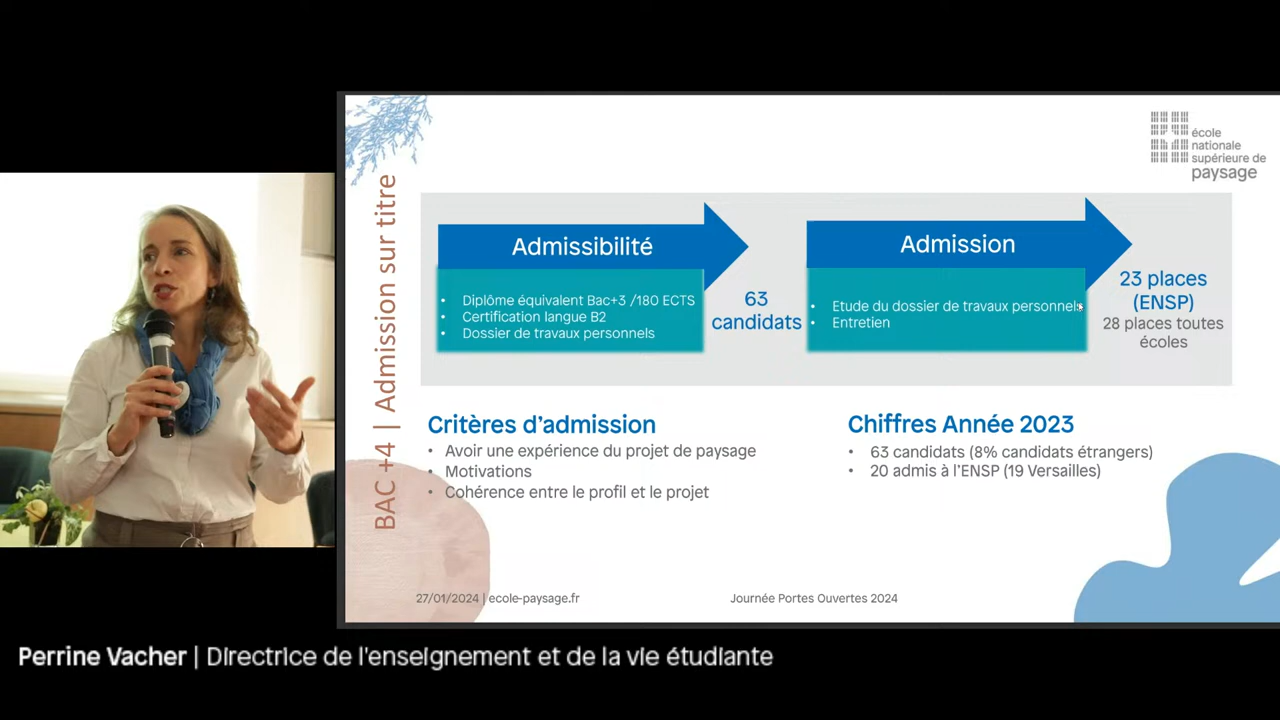 école
nationale
supérieure de
paysage
BAC +4 | Admission sur titre
Admissibilité
• Diplôme équivalent Bac+3 /180 ECTS
• Certification langue B2
• Dossier de travaux personnels
63
candidats
Admission
• Etude du dossier de travaux personnels
• Entretien
23 places
(ENSP)
28 places toutes
écoles
Critères d'admission
• Avoir une expérience du projet de paysage
• Motivations
• Cohérence entre le profil et le projet
Chiffres Année 2023
• 63 candidats (8% candidats étrangers)
• 20 admis à l'ENSP (19 Versailles)
27/01/2024 | ecole-paysage.fr
Journée Portes Ouvertes 2024
Perrine Vacher | Directrice de l'enseignement et de la vie étudiante